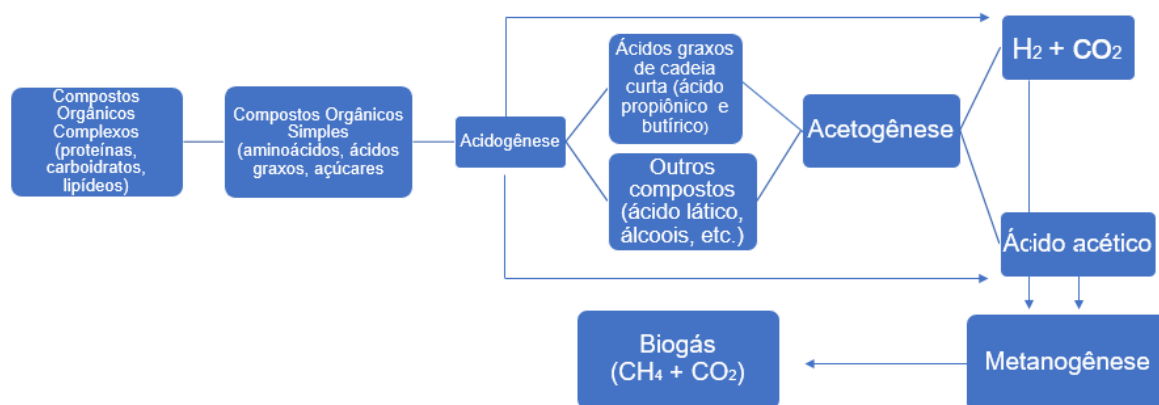 Compostos
Orgânicos
Complexos
(proteínas,
carboidratos,
lipídeos)
Compostos Orgânicos
Simples
(aminoácidos, ácidos
graxos, açúcares
Acidogênese
Ácidos graxos
de cadeia
curta (ácido
propiônico e
butírico)
Outros
compostos
(ácido lático,
álcoois, etc.)
Acetogênese
H₂ + CO₂
Ácido acético
Metanogênese
Biogás
(CH₄ + CO₂)